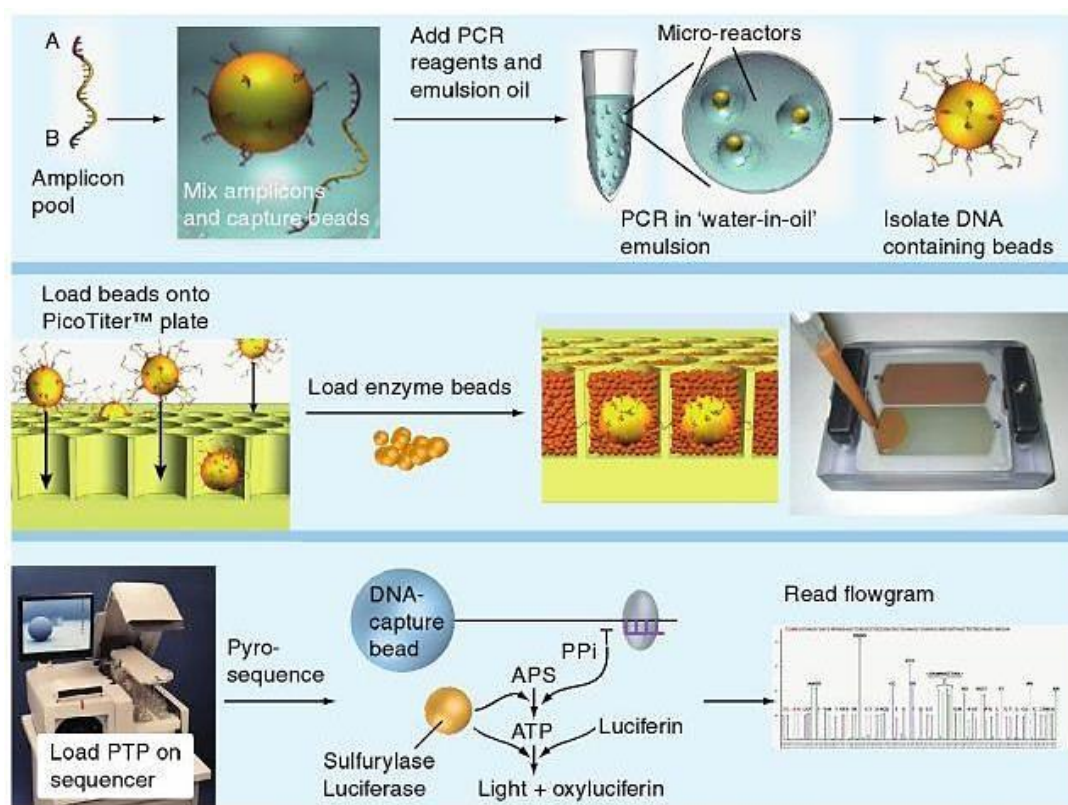 A
B
Amplicon
pool
Mix amplicons
and capture beads
Add PCR
reagents and
emulsion oil
Micro-reactors
PCR in ‘water-in-oil’
emulsion
Isolate DNA
containing beads
Load beads onto
PicoTiter™ plate
Load enzyme beads
Load PTP on
sequencer
Pyro-
sequence
DNA-
capture
bead
PPi
APS
ATP
Luciferin
Sulfurylase
Luciferase
Light + oxyluciferin
Read flowgram